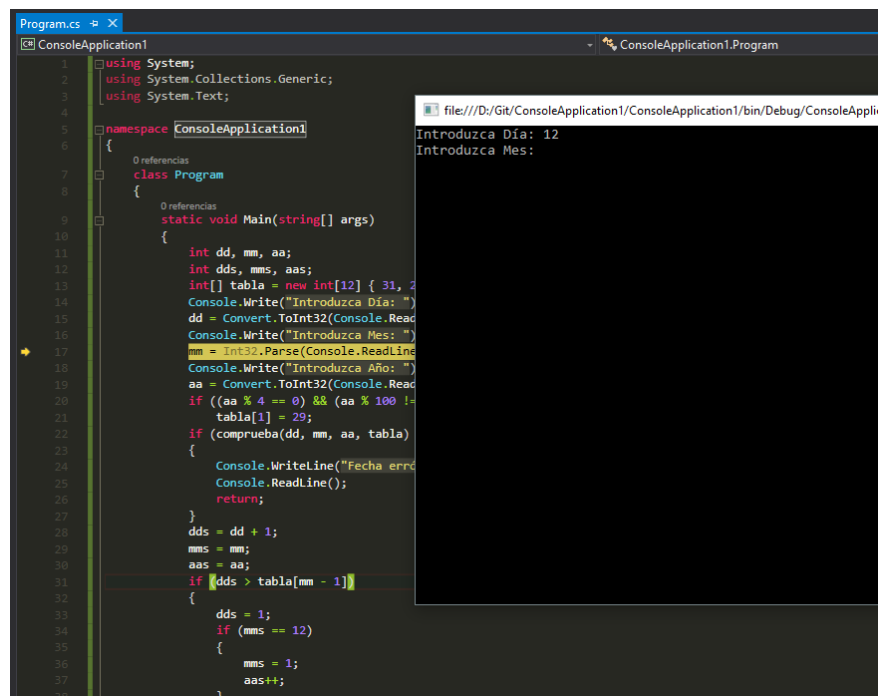 Program.cs
ConsoleApplication1
ConsoleApplication1.Program
1 using System;
2 using System.Collections.Generic;
3 using System.Text;
4
5 namespace ConsoleApplication1
6 {
0 referencias
7 class Program
8 {
0 referencias
9 static void Main(string[] args)
10 {
11 int dd, mm, aa;
12 int dds, mms, aas;
13 int[] tabla = new int[12] { 31, 2
14 Console.Write("Introduzca Día: ")
15 dd = Convert.ToInt32(Console.Read
16 Console.Write("Introduzca Mes: ")
17 mm = Int32.Parse(Console.ReadLine
18 Console.Write("Introduzca Año: ")
19 aa = Convert.ToInt32(Console.Read
20 if ((aa % 4 == 0) && (aa % 100 !=
21 tabla[1] = 29;
22 if (comprueba(dd, mm, aa, tabla)
23 {
24 Console.WriteLine("Fecha erró
25 Console.ReadLine();
26 return;
27 }
28 dds = dd + 1;
29 mms = mm;
30 aas = aa;
31 if (dds > tabla[mm - 1])
32 {
33 dds = 1;
34 if (mms == 12)
35 {
36 mms = 1;
37 aas++;
file:///D:/Git/ConsoleApplication1/ConsoleApplication1/bin/Debug/ConsoleApplic
Introduzca Día: 12
Introduzca Mes: